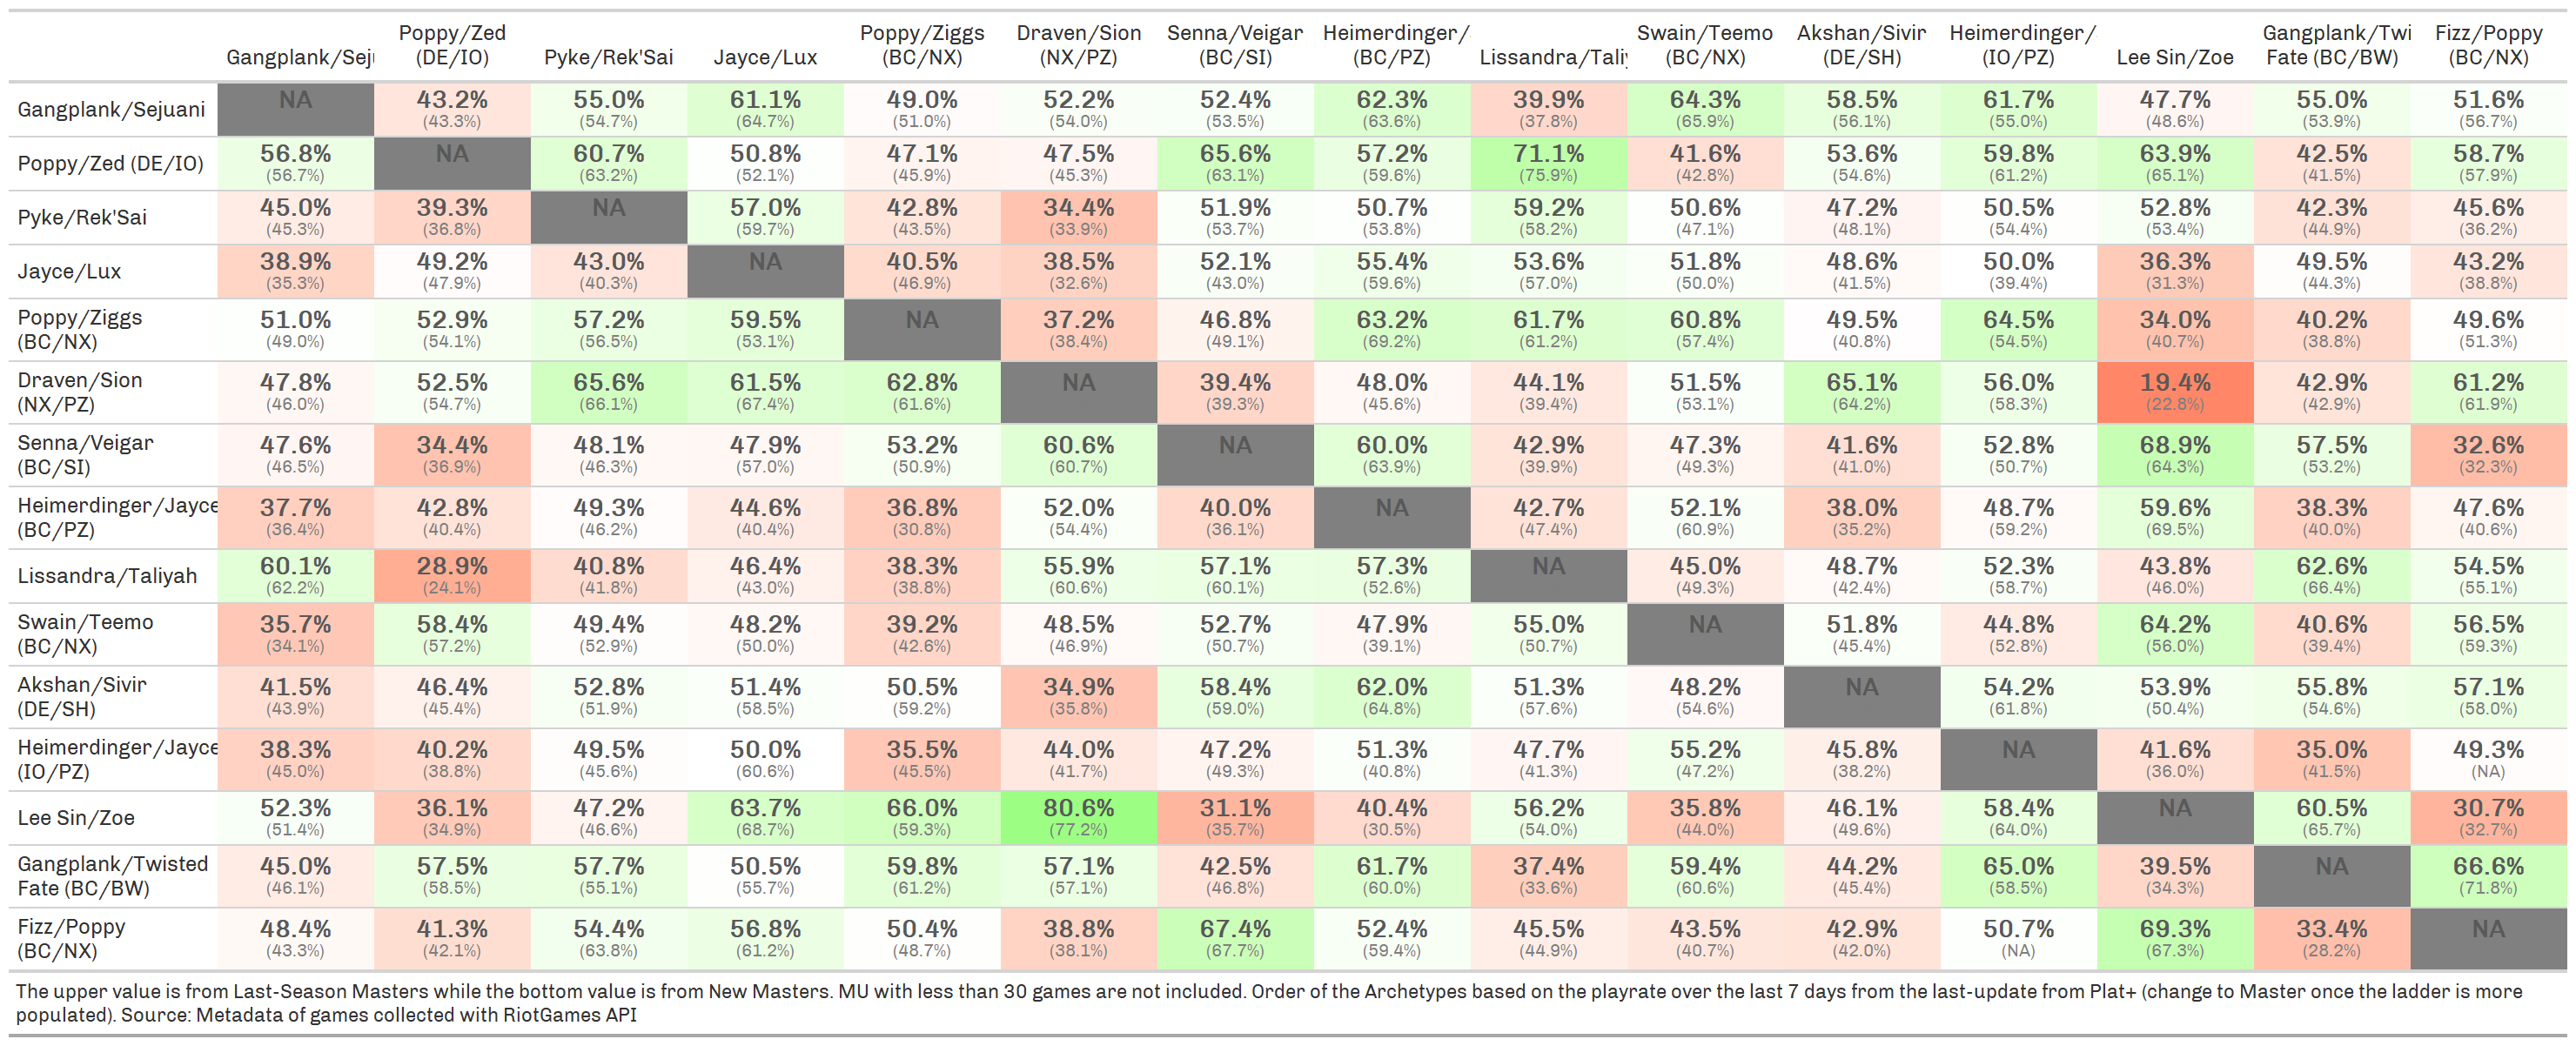 Poppy/Zed Poppy/Ziggs Draven/Sion Senna/Veigar Heimerdinger/ Swain/Teemo Akshan/Sivir Heimerdinger/ Gangplank/Twi Fizz/Poppy
Gangplank/Sej (DE/IO) Pyke/Rek'Sai Jayce/Lux (BC/NX) (NX/PZ) (BC/SI) (BC/PZ) Lissandra/Tali (BC/NX) (DE/SH) (IO/PZ) Lee Sin/Zoe Fate (BC/BW) (BC/NX)
Gangplank/Sejuani NA 43.2% 55.0% 61.1% 49.0% 52.2% 52.4% 62.3% 39.9% 64.3% 58.5% 61.7% 47.7% 55.0% 51.6%
(43.3%) (54.7%) (64.7%) (51.0%) (54.0%) (53.5%) (63.6%) (37.8%) (65.9%) (56.1%) (55.0%) (48.6%) (53.9%) (56.7%)
Poppy/Zed (DE/IO) 56.8% NA 60.7% 50.8% 47.1% 47.5% 65.6% 57.2% 71.1% 41.6% 53.6% 59.8% 63.9% 42.5% 58.7%
(56.7%) (63.2%) (52.1%) (45.9%) (45.3%) (63.1%) (59.6%) (75.9%) (42.8%) (54.6%) (61.2%) (65.1%) (41.5%) (57.9%)
Pyke/Rek'Sai 45.0% 39.3% NA 57.0% 42.8% 34.4% 51.9% 50.7% 59.2% 50.6% 47.2% 50.5% 52.8% 42.3% 45.6%
(45.3%) (36.8%) (59.7%) (43.5%) (33.9%) (53.7%) (53.8%) (58.2%) (47.1%) (48.1%) (54.4%) (53.4%) (44.9%) (36.2%)
Jayce/Lux 38.9% 49.2% 43.0% NA 40.5% 38.5% 52.1% 55.4% 53.6% 51.8% 48.6% 50.0% 36.3% 49.5% 43.2%
(35.3%) (47.9%) (40.3%) (46.9%) (32.6%) (43.0%) (59.6%) (57.0%) (50.0%) (41.5%) (39.4%) (31.3%) (44.3%) (38.8%)
Poppy/Ziggs 51.0% 52.9% 57.2% 59.5% NA 37.2% 46.8% 63.2% 61.7% 60.8% 49.5% 64.5% 34.0% 40.2% 49.6%
(BC/NX) (49.0%) (54.1%) (56.5%) (53.1%) (38.4%) (49.1%) (69.2%) (61.2%) (57.4%) (40.8%) (54.5%) (40.7%) (38.8%) (51.3%)
Draven/Sion 47.8% 52.5% 65.6% 61.5% 62.8% NA 39.4% 48.0% 44.1% 51.5% 65.1% 56.0% 19.4% 42.9% 61.2%
(NX/PZ) (46.0%) (54.7%) (66.1%) (67.4%) (61.6%) (39.3%) (45.6%) (39.4%) (53.1%) (64.2%) (58.3%) (22.8%) (42.9%) (61.9%)
Senna/Veigar 47.6% 34.4% 48.1% 47.9% 53.2% 60.6% NA 60.0% 42.9% 47.3% 41.6% 52.8% 68.9% 57.5% 32.6%
(BC/SI) (46.5%) (36.9%) (46.3%) (57.0%) (50.9%) (60.7%) (63.9%) (39.9%) (49.3%) (41.0%) (50.7%) (64.3%) (53.2%) (32.3%)
Heimerdinger/Jayce 37.7% 42.8% 49.3% 44.6% 36.8% 52.0% 40.0% NA 42.7% 52.1% 38.0% 48.7% 59.6% 38.3% 47.6%
(BC/PZ) (36.4%) (40.4%) (46.2%) (40.4%) (30.8%) (54.4%) (36.1%) (47.4%) (60.9%) (35.2%) (59.2%) (69.5%) (40.0%) (40.6%)
Lissandra/Taliyah 60.1% 28.9% 40.8% 46.4% 38.3% 55.9% 57.1% 57.3% NA 45.0% 48.7% 52.3% 43.8% 62.6% 54.5%
(62.2%) (24.1%) (41.8%) (43.0%) (38.8%) (60.6%) (60.1%) (52.6%) (49.3%) (42.4%) (58.7%) (46.0%) (66.4%) (55.1%)
Swain/Teemo 35.7% 58.4% 49.4% 48.2% 39.2% 48.5% 52.7% 47.9% 55.0% NA 51.8% 44.8% 64.2% 40.6% 56.5%
(BC/NX) (34.1%) (57.2%) (52.9%) (50.0%) (42.6%) (46.9%) (50.7%) (39.1%) (50.7%) (45.4%) (52.8%) (56.0%) (39.4%) (59.3%)
Akshan/Sivir 41.5% 46.4% 52.8% 51.4% 50.5% 34.9% 58.4% 62.0% 51.3% 48.2% NA 54.2% 53.9% 55.8% 57.1%
(DE/SH) (43.9%) (45.4%) (51.9%) (58.5%) (59.2%) (35.8%) (59.0%) (64.8%) (57.6%) (54.6%) (61.8%) (50.4%) (54.6%) (58.0%)
Heimerdinger/Jayce 38.3% 40.2% 49.5% 50.0% 35.5% 44.0% 47.2% 51.3% 47.7% 55.2% 45.8% NA 41.6% 35.0% 49.3%
(IO/PZ) (45.0%) (38.8%) (45.6%) (60.6%) (45.5%) (41.7%) (49.3%) (40.8%) (41.3%) (47.2%) (38.2%) (36.0%) (41.5%) (NA)
Lee Sin/Zoe 52.3% 36.1% 47.2% 63.7% 66.0% 80.6% 31.1% 40.4% 56.2% 35.8% 46.1% 58.4% NA 60.5% 30.7%
(51.4%) (34.9%) (46.6%) (68.7%) (59.3%) (77.2%) (35.7%) (30.5%) (54.0%) (44.0%) (49.6%) (64.0%) (65.7%) (32.7%)
Gangplank/Twisted 45.0% 57.5% 57.7% 50.5% 59.8% 57.1% 42.5% 61.7% 37.4% 59.4% 44.2% 65.0% 39.5% NA 66.6%
Fate (BC/BW) (46.1%) (58.5%) (55.1%) (55.7%) (61.2%) (57.1%) (46.8%) (60.0%) (33.6%) (60.6%) (45.4%) (58.5%) (34.3%) (71.8%)
Fizz/Poppy 48.4% 41.3% 54.4% 56.8% 50.4% 38.8% 67.4% 52.4% 45.5% 43.5% 42.9% 50.7% 69.3% 33.4% NA
(BC/NX) (43.3%) (42.1%) (63.8%) (61.2%) (48.7%) (38.1%) (67.7%) (59.4%) (44.9%) (40.7%) (42.0%) (NA) (67.3%) (28.2%)
The upper value is from Last-Season Masters while the bottom value is from New Masters. MU with less than 30 games are not included. Order of the Archetypes based on the playrate over the last 7 days from the last-update from Plat+ (change to Master once the ladder is more
populated). Source: Metadata of games collected with RiotGames API